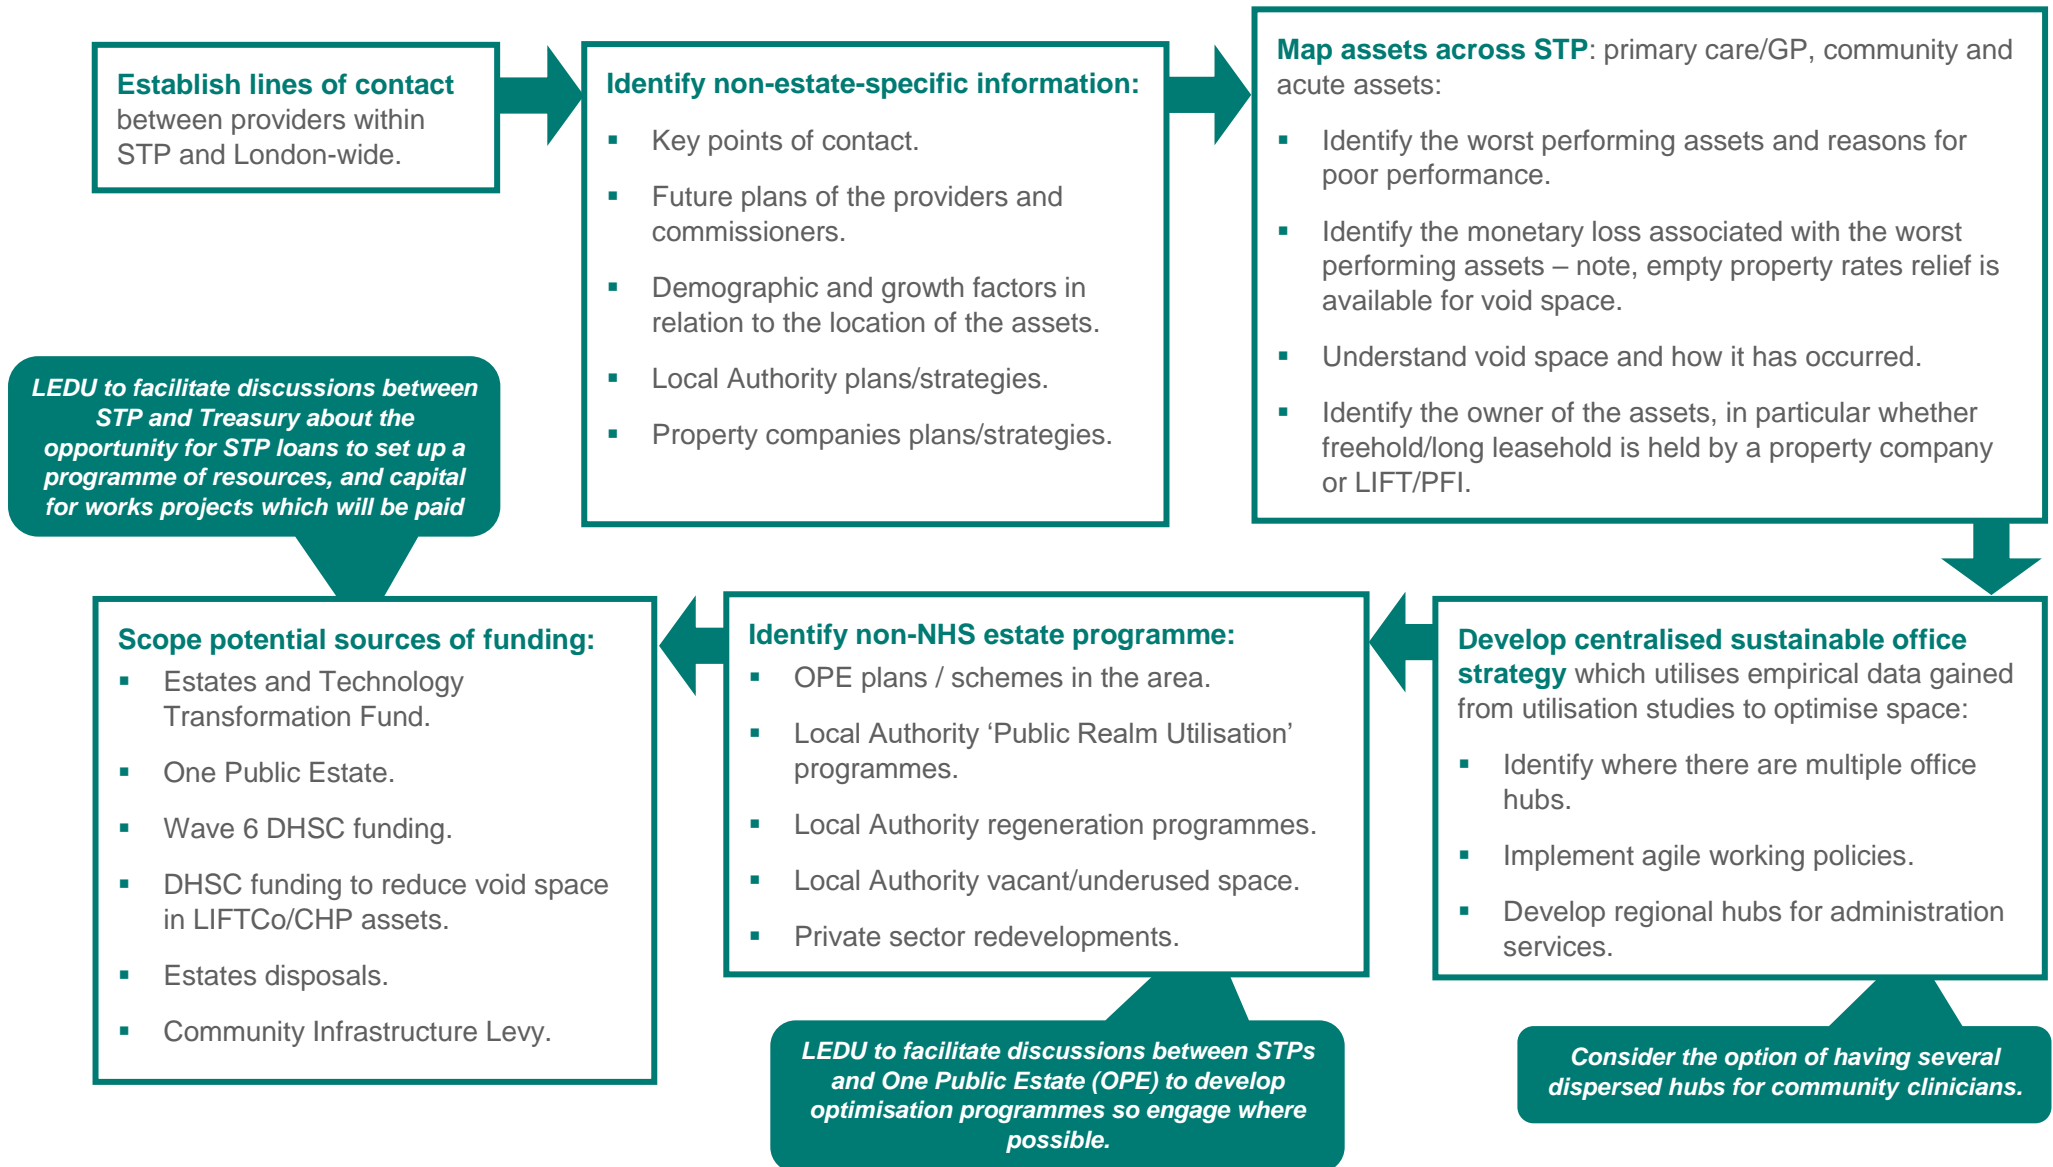 Establish lines of contact
between providers within
STP and London-wide.
Identify non-estate-specific information:
▪ Key points of contact.
▪ Future plans of the providers and
commissioners.
▪ Demographic and growth factors in
relation to the location of the assets.
▪ Local Authority plans/strategies.
▪ Property companies plans/strategies.
Map assets across STP: primary care/GP, community and
acute assets:
▪ Identify the worst performing assets and reasons for
poor performance.
▪ Identify the monetary loss associated with the worst
performing assets – note, empty property rates relief is
available for void space.
▪ Understand void space and how it has occurred.
▪ Identify the owner of the assets, in particular whether
freehold/long leasehold is held by a property company
or LIFT/PFI.
Develop centralised sustainable office
strategy which utilises empirical data gained
from utilisation studies to optimise space:
▪ Identify where there are multiple office
hubs.
▪ Implement agile working policies.
▪ Develop regional hubs for administration
services.
Consider the option of having several
dispersed hubs for community clinicians.
Identify non-NHS estate programme:
▪ OPE plans / schemes in the area.
▪ Local Authority ‘Public Realm Utilisation’
programmes.
▪ Local Authority regeneration programmes.
▪ Local Authority vacant/underused space.
▪ Private sector redevelopments.
LEDU to facilitate discussions between STPs
and One Public Estate (OPE) to develop
optimisation programmes so engage where
possible.
Scope potential sources of funding:
▪ Estates and Technology
Transformation Fund.
▪ One Public Estate.
▪ Wave 6 DHSC funding.
▪ DHSC funding to reduce void space
in LIFTCo/CHP assets.
▪ Estates disposals.
▪ Community Infrastructure Levy.
LEDU to facilitate discussions between
STP and Treasury about the
opportunity for STP loans to set up a
programme of resources, and capital
for works projects which will be paid